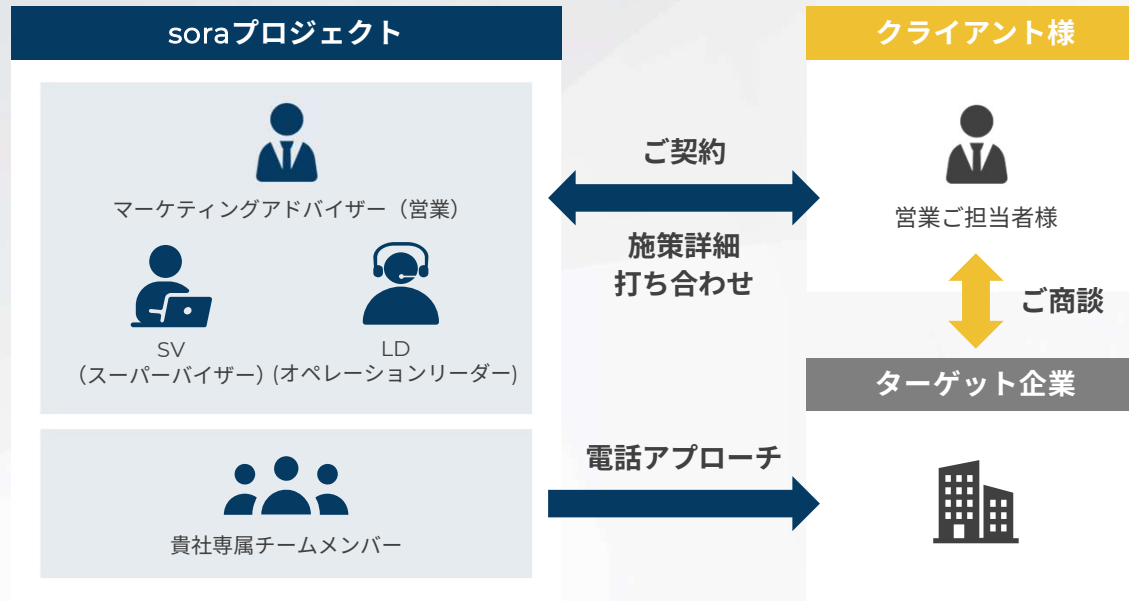 soraプロジェクト
マーケティングアドバイザー（営業）
SV
（スーパーバイザー）
LD
(オペレーションリーダー)
貴社専属チームメンバー
ご契約
施策詳細
打ち合わせ
電話アプローチ
クライアント様
営業ご担当者様
ご商談
ターゲット企業